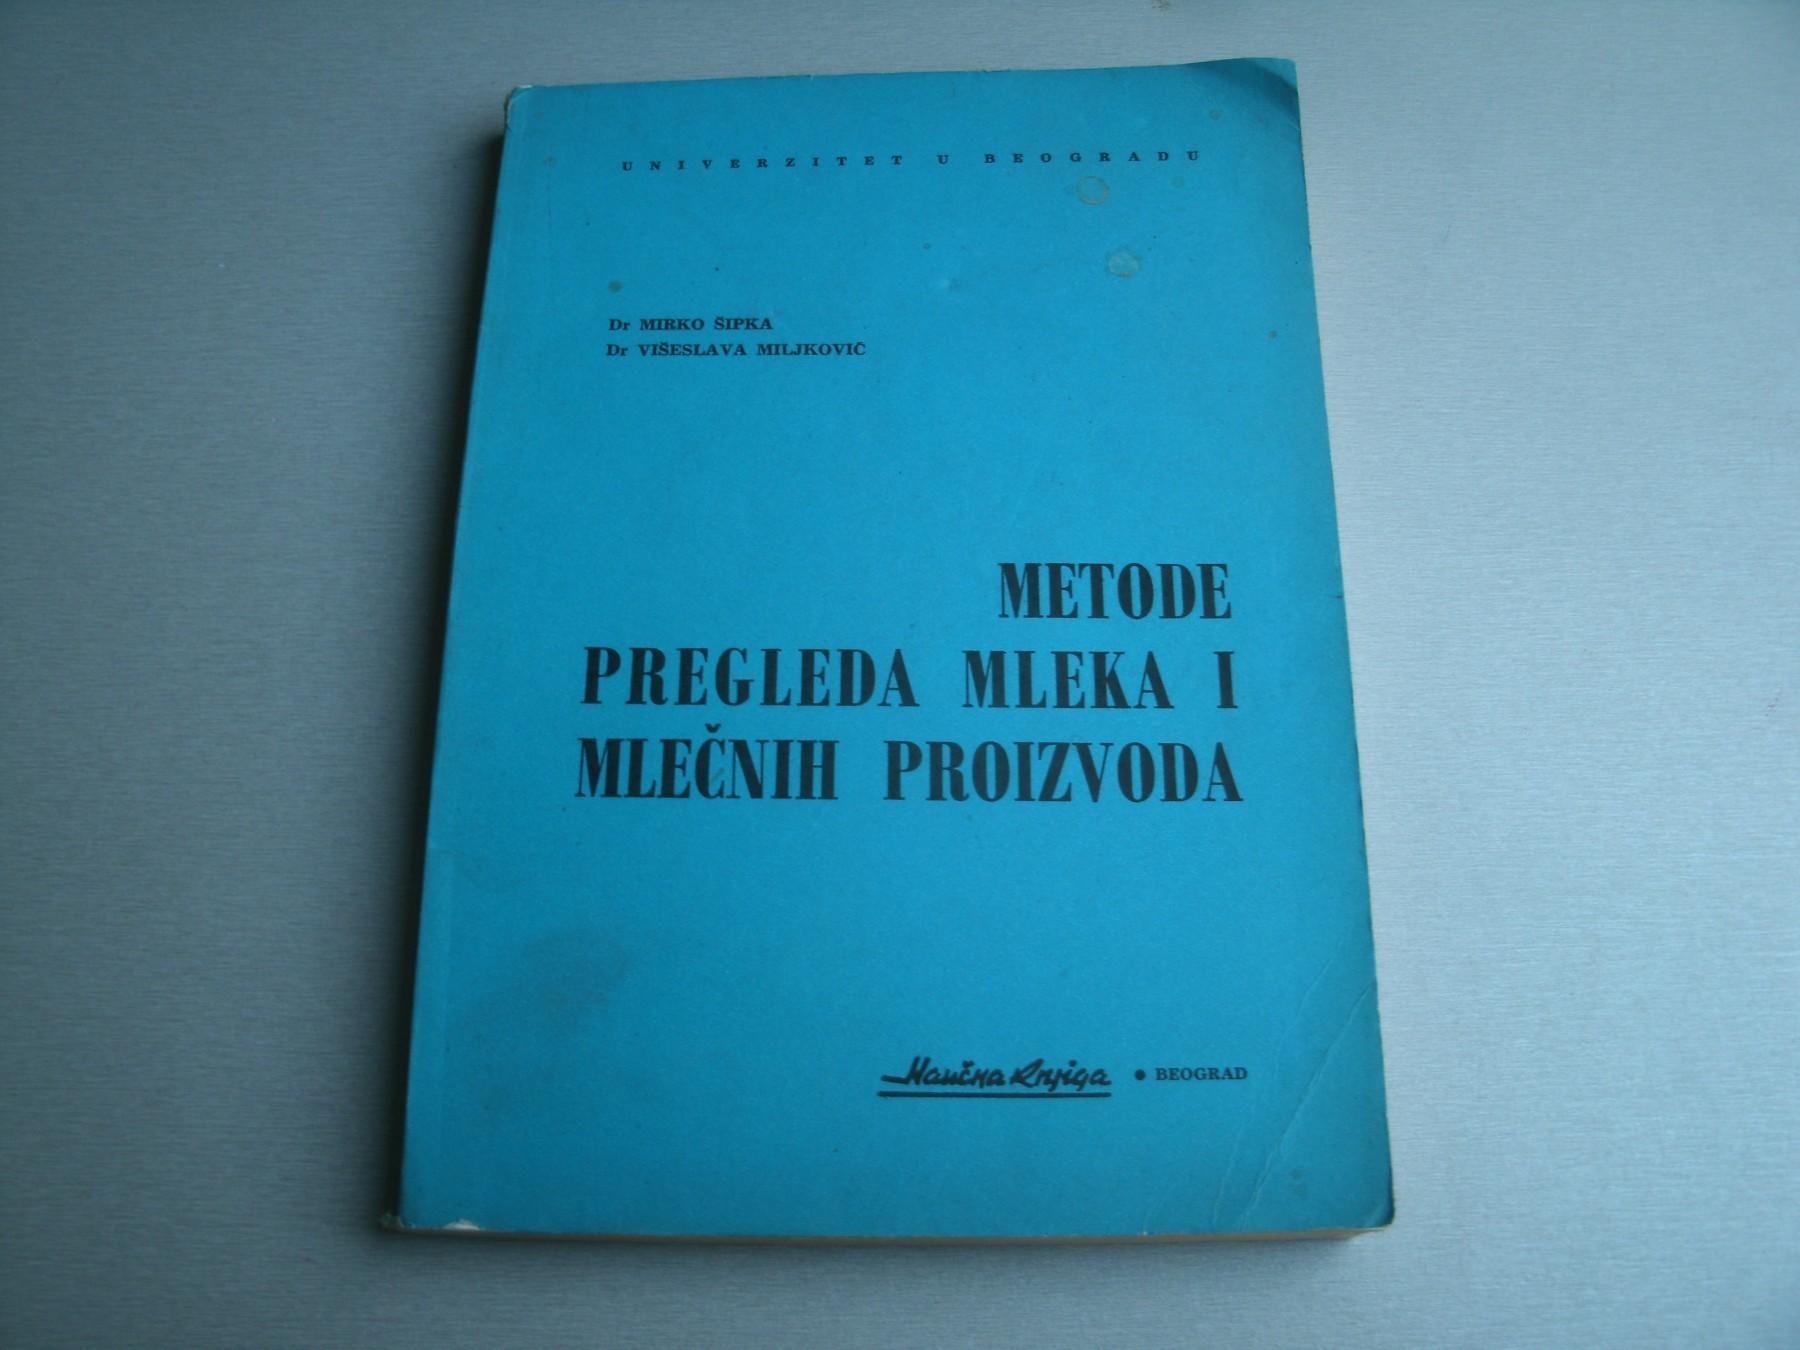 UNIVERZITET U BEOGRADU
Dr MIRKO ŠIPKA
Dr VIŠESLAVA MILJKOVIĆ
METODE
PREGLEDA MLEKA I
MLEČNIH PROIZVODA
Naučna Knjiga • BEOGRAD